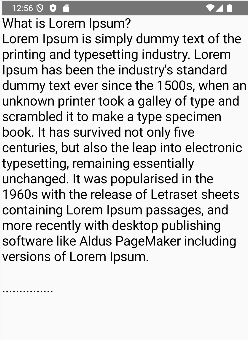 12:56
What is Lorem Ipsum?
Lorem Ipsum is simply dummy text of the
printing and typesetting industry. Lorem
Ipsum has been the industry's standard
dummy text ever since the 1500s, when an
unknown printer took a galley of type and
scrambled it to make a type specimen
book. It has survived not only five
centuries, but also the leap into electronic
typesetting, remaining essentially
unchanged. It was popularised in the
1960s with the release of Letraset sheets
containing Lorem Ipsum passages, and
more recently with desktop publishing
software like Aldus PageMaker including
versions of Lorem Ipsum.
.................